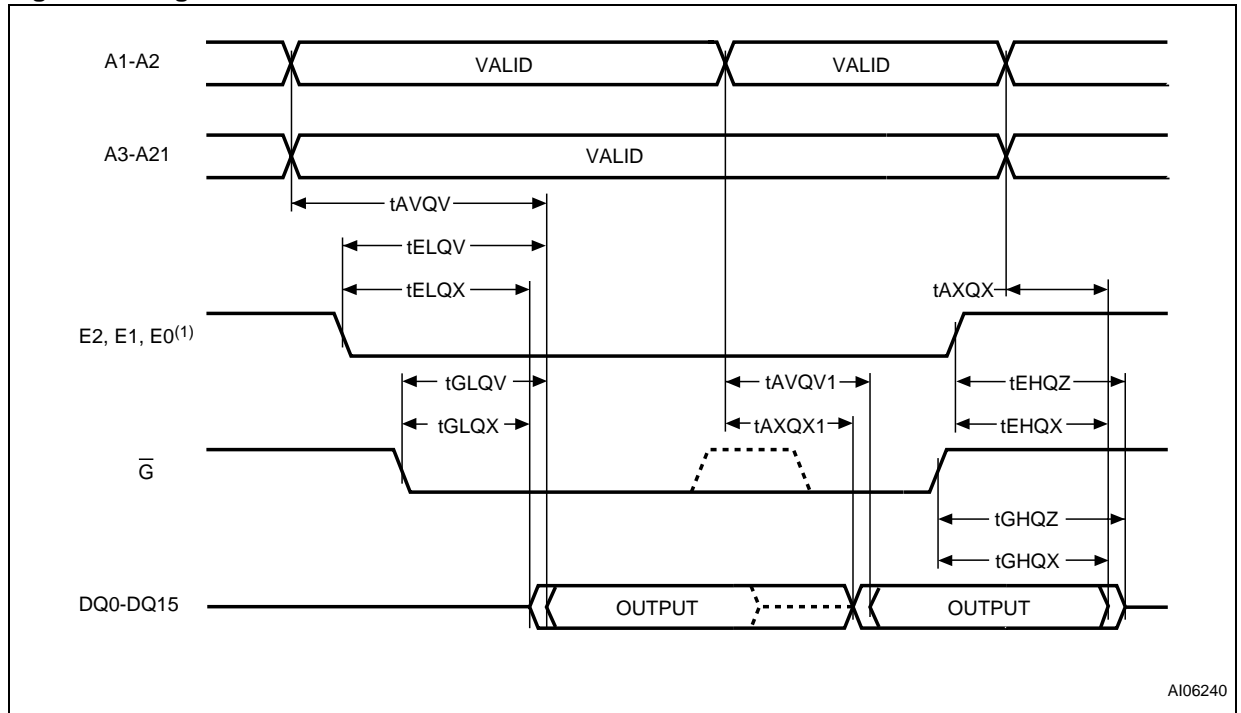 A1-A2
VALID
VALID
A3-A21
VALID
tAVQV
tELQV
tELQX
tAXQX
E2, E1, E0(1)
tGLQV
tAVQV1
tEHQZ
tGLQX
tAXQX1
tEHQX
G
tGHQZ
tGHQX
DQ0-DQ15
OUTPUT
OUTPUT
AI06240